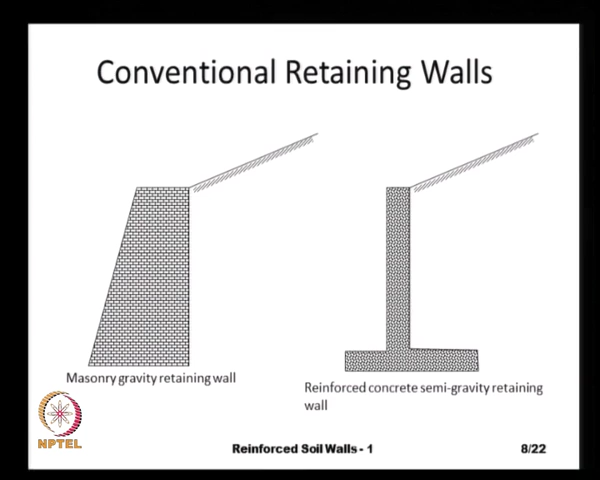 Conventional Retaining Walls
Masonry gravity retaining wall
Reinforced concrete semi-gravity retaining
wall
NPTEL
Reinforced Soil Walls - 1
8/22